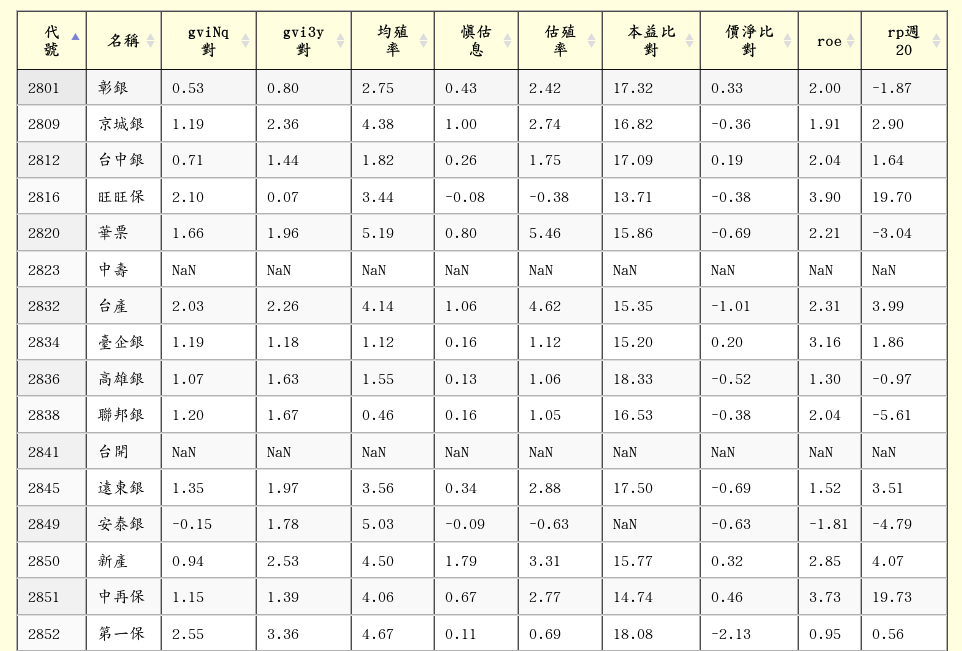 代號 名稱 gviNq對 gvi3y對 均殖率 慎估息 估殖率 本益比對 價淨比對 roe rp週20
2801 彰銀 0.53 0.80 2.75 0.43 2.42 17.32 0.33 2.00 -1.87
2809 京城銀 1.19 2.36 4.38 1.00 2.74 16.82 -0.36 1.91 2.90
2812 台中銀 0.71 1.44 1.82 0.26 1.75 17.09 0.19 2.04 1.64
2816 旺旺保 2.10 0.07 3.44 -0.08 -0.38 13.71 -0.38 3.90 19.70
2820 華票 1.66 1.96 5.19 0.80 5.46 15.86 -0.69 2.21 -3.04
2823 中壽 NaN NaN NaN NaN NaN NaN NaN NaN NaN
2832 台產 2.03 2.26 4.14 1.06 4.62 15.35 -1.01 2.31 3.99
2834 臺企銀 1.19 1.18 1.12 0.16 1.12 15.20 0.20 3.16 1.86
2836 高雄銀 1.07 1.63 1.55 0.13 1.06 18.33 -0.52 1.30 -0.97
2838 聯邦銀 1.20 1.67 0.46 0.16 1.05 16.53 -0.38 2.04 -5.61
2841 台開 NaN NaN NaN NaN NaN NaN NaN NaN NaN
2845 遠東銀 1.35 1.97 3.56 0.34 2.88 17.50 -0.69 1.52 3.51
2849 安泰銀 -0.15 1.78 5.03 -0.09 -0.63 NaN -0.63 -1.81 -4.79
2850 新產 0.94 2.53 4.50 1.79 3.31 15.77 0.32 2.85 4.07
2851 中再保 1.15 1.39 4.06 0.67 2.77 14.74 0.46 3.73 19.73
2852 第一保 2.55 3.36 4.67 0.11 0.69 18.08 -2.13 0.95 0.56